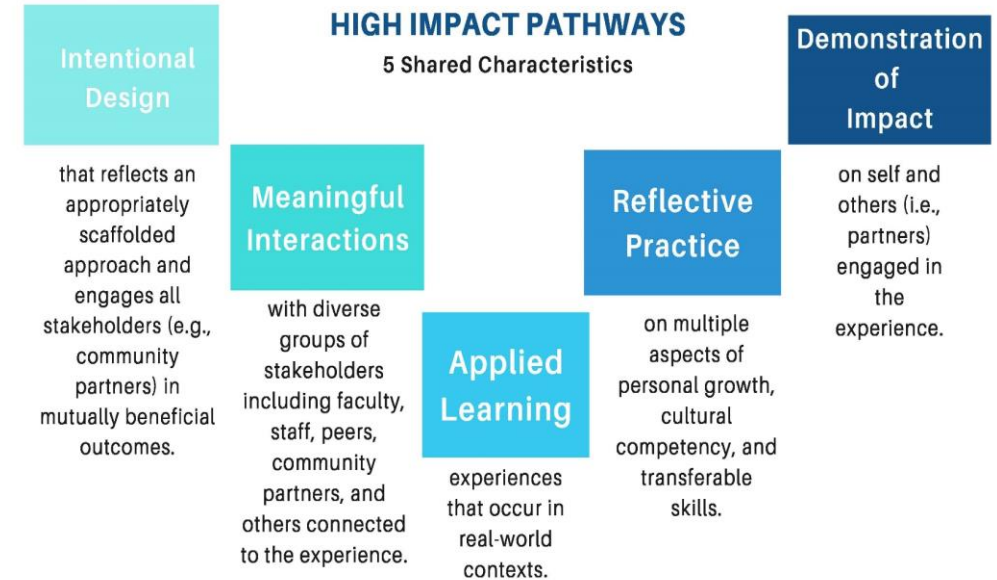 HIGH IMPACT PATHWAYS
5 Shared Characteristics
Intentional
Design
that reflects an
appropriately
scaffolded
approach and
engages all
stakeholders (e.g.,
community
partners) in
mutually beneficial
outcomes.
Meaningful
Interactions
with diverse
groups of
stakeholders
including faculty,
staff, peers,
community
partners, and
others connected
to the experience.
Applied
Learning
experiences
that occur in
real-world
contexts.
Reflective
Practice
on multiple
aspects of
personal growth,
cultural
competency, and
transferable
skills.
Demonstration
of
Impact
on self and
others (i.e.,
partners)
engaged in
the
experience.